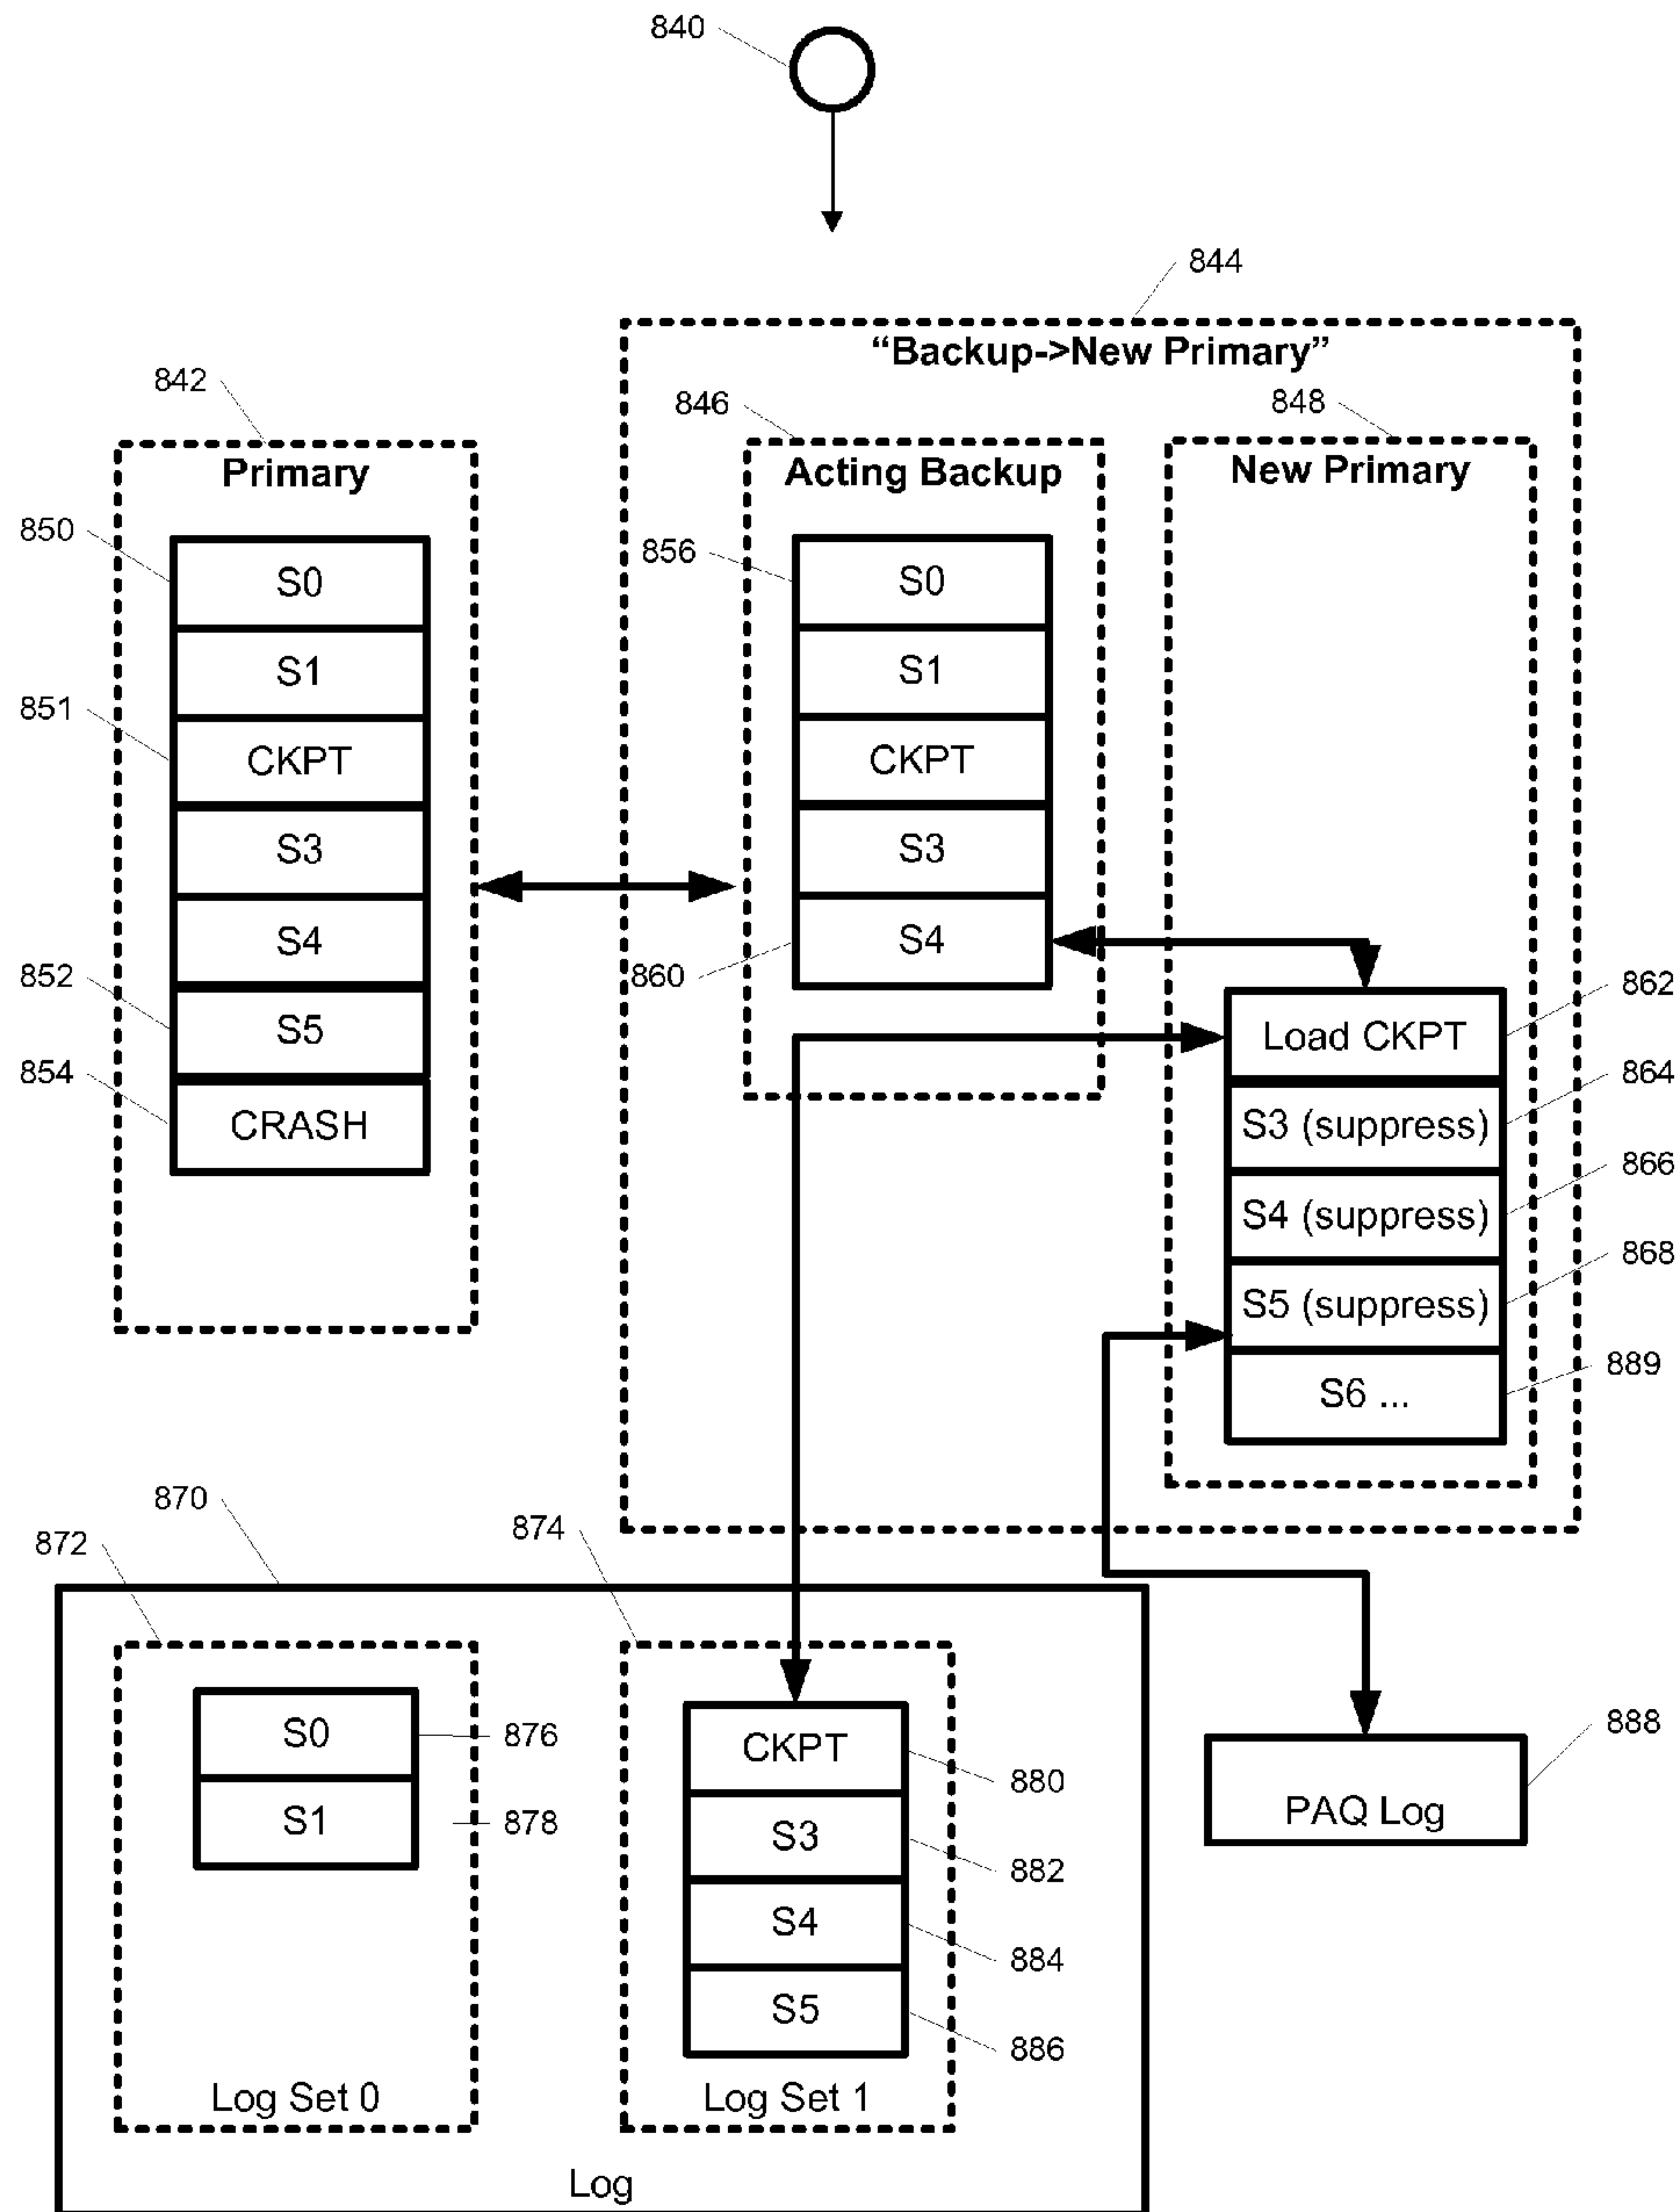 840
844
“Backup->New Primary”
842
846
848
Primary
Acting Backup
New Primary
850
S0
S1
851
CKPT
S3
S4
852
S5
854
CRASH
856
S0
S1
CKPT
S3
860
S4
862
Load CKPT
864
S3 (suppress)
866
S4 (suppress)
868
S5 (suppress)
889
S6 ...
870
872
874
S0
876
S1
878
Log Set 0
CKPT
880
S3
882
S4
884
S5
886
Log Set 1
Log
888
PAQ Log